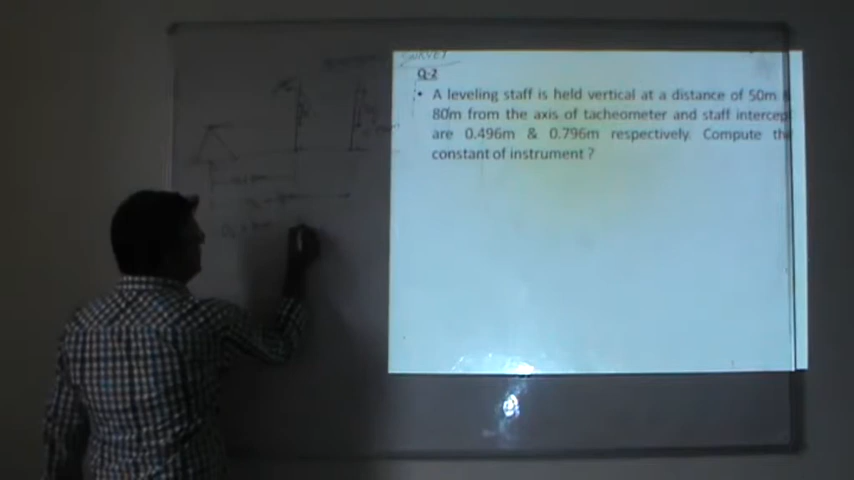 SURVEY
Q-2
• A leveling staff is held vertical at a distance of 50m &
80m from the axis of tacheometer and staff intercept
are 0.496m & 0.796m respectively. Compute the
constant of instrument ?